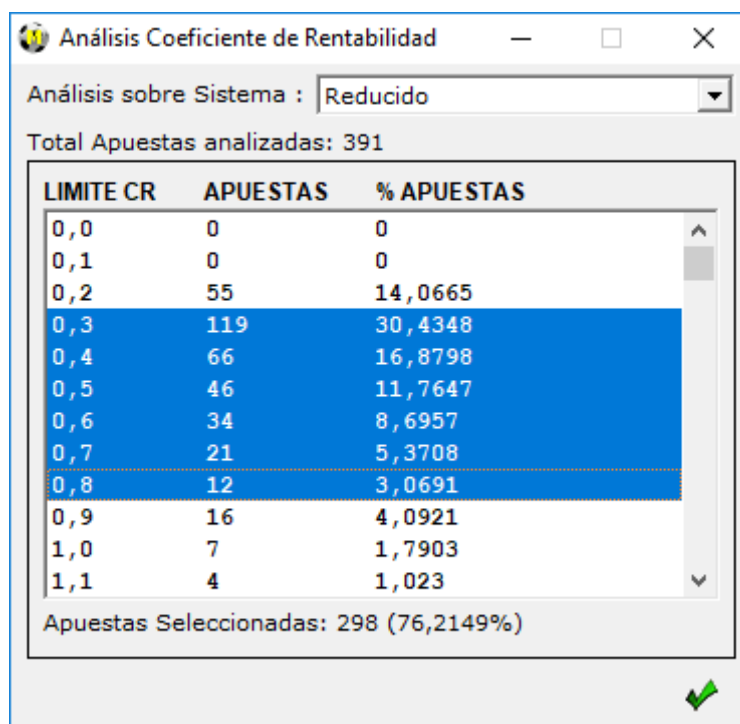 Análisis Coeficiente de Rentabilidad
Análisis sobre Sistema : Reducido
Total Apuestas analizadas: 391
LIMITE CR APUESTAS % APUESTAS
0,0 0 0
0,1 0 0
0,2 55 14,0665
0,3 119 30,4348
0,4 66 16,8798
0,5 46 11,7647
0,6 34 8,6957
0,7 21 5,3708
0,8 12 3,0691
0,9 16 4,0921
1,0 7 1,7903
1,1 4 1,023
Apuestas Seleccionadas: 298 (76,2149%)